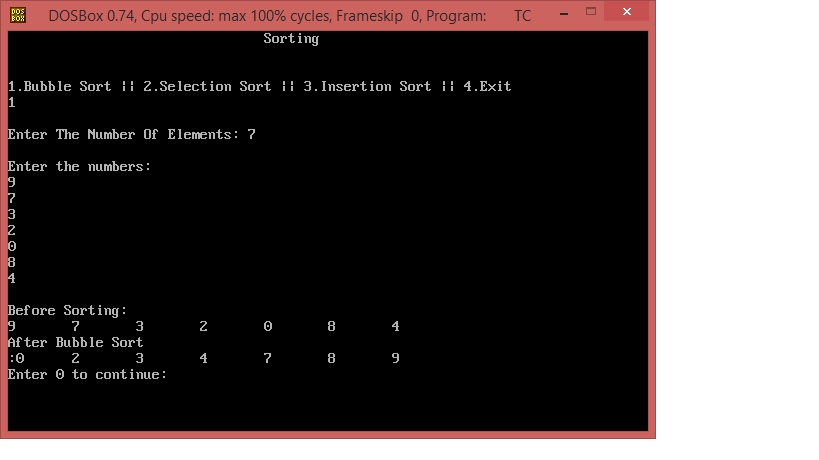 DOS BOX DOSBox 0.74, Cpu speed: max 100% cycles, Frameskip 0, Program: TC
Sorting
1.Bubble Sort || 2.Selection Sort || 3.Insertion Sort || 4.Exit
1
Enter The Number Of Elements: 7
Enter the numbers:
9
7
3
2
0
8
4
Before Sorting:
9 7 3 2 0 8 4
After Bubble Sort
:0 2 3 4 7 8 9
Enter 0 to continue: